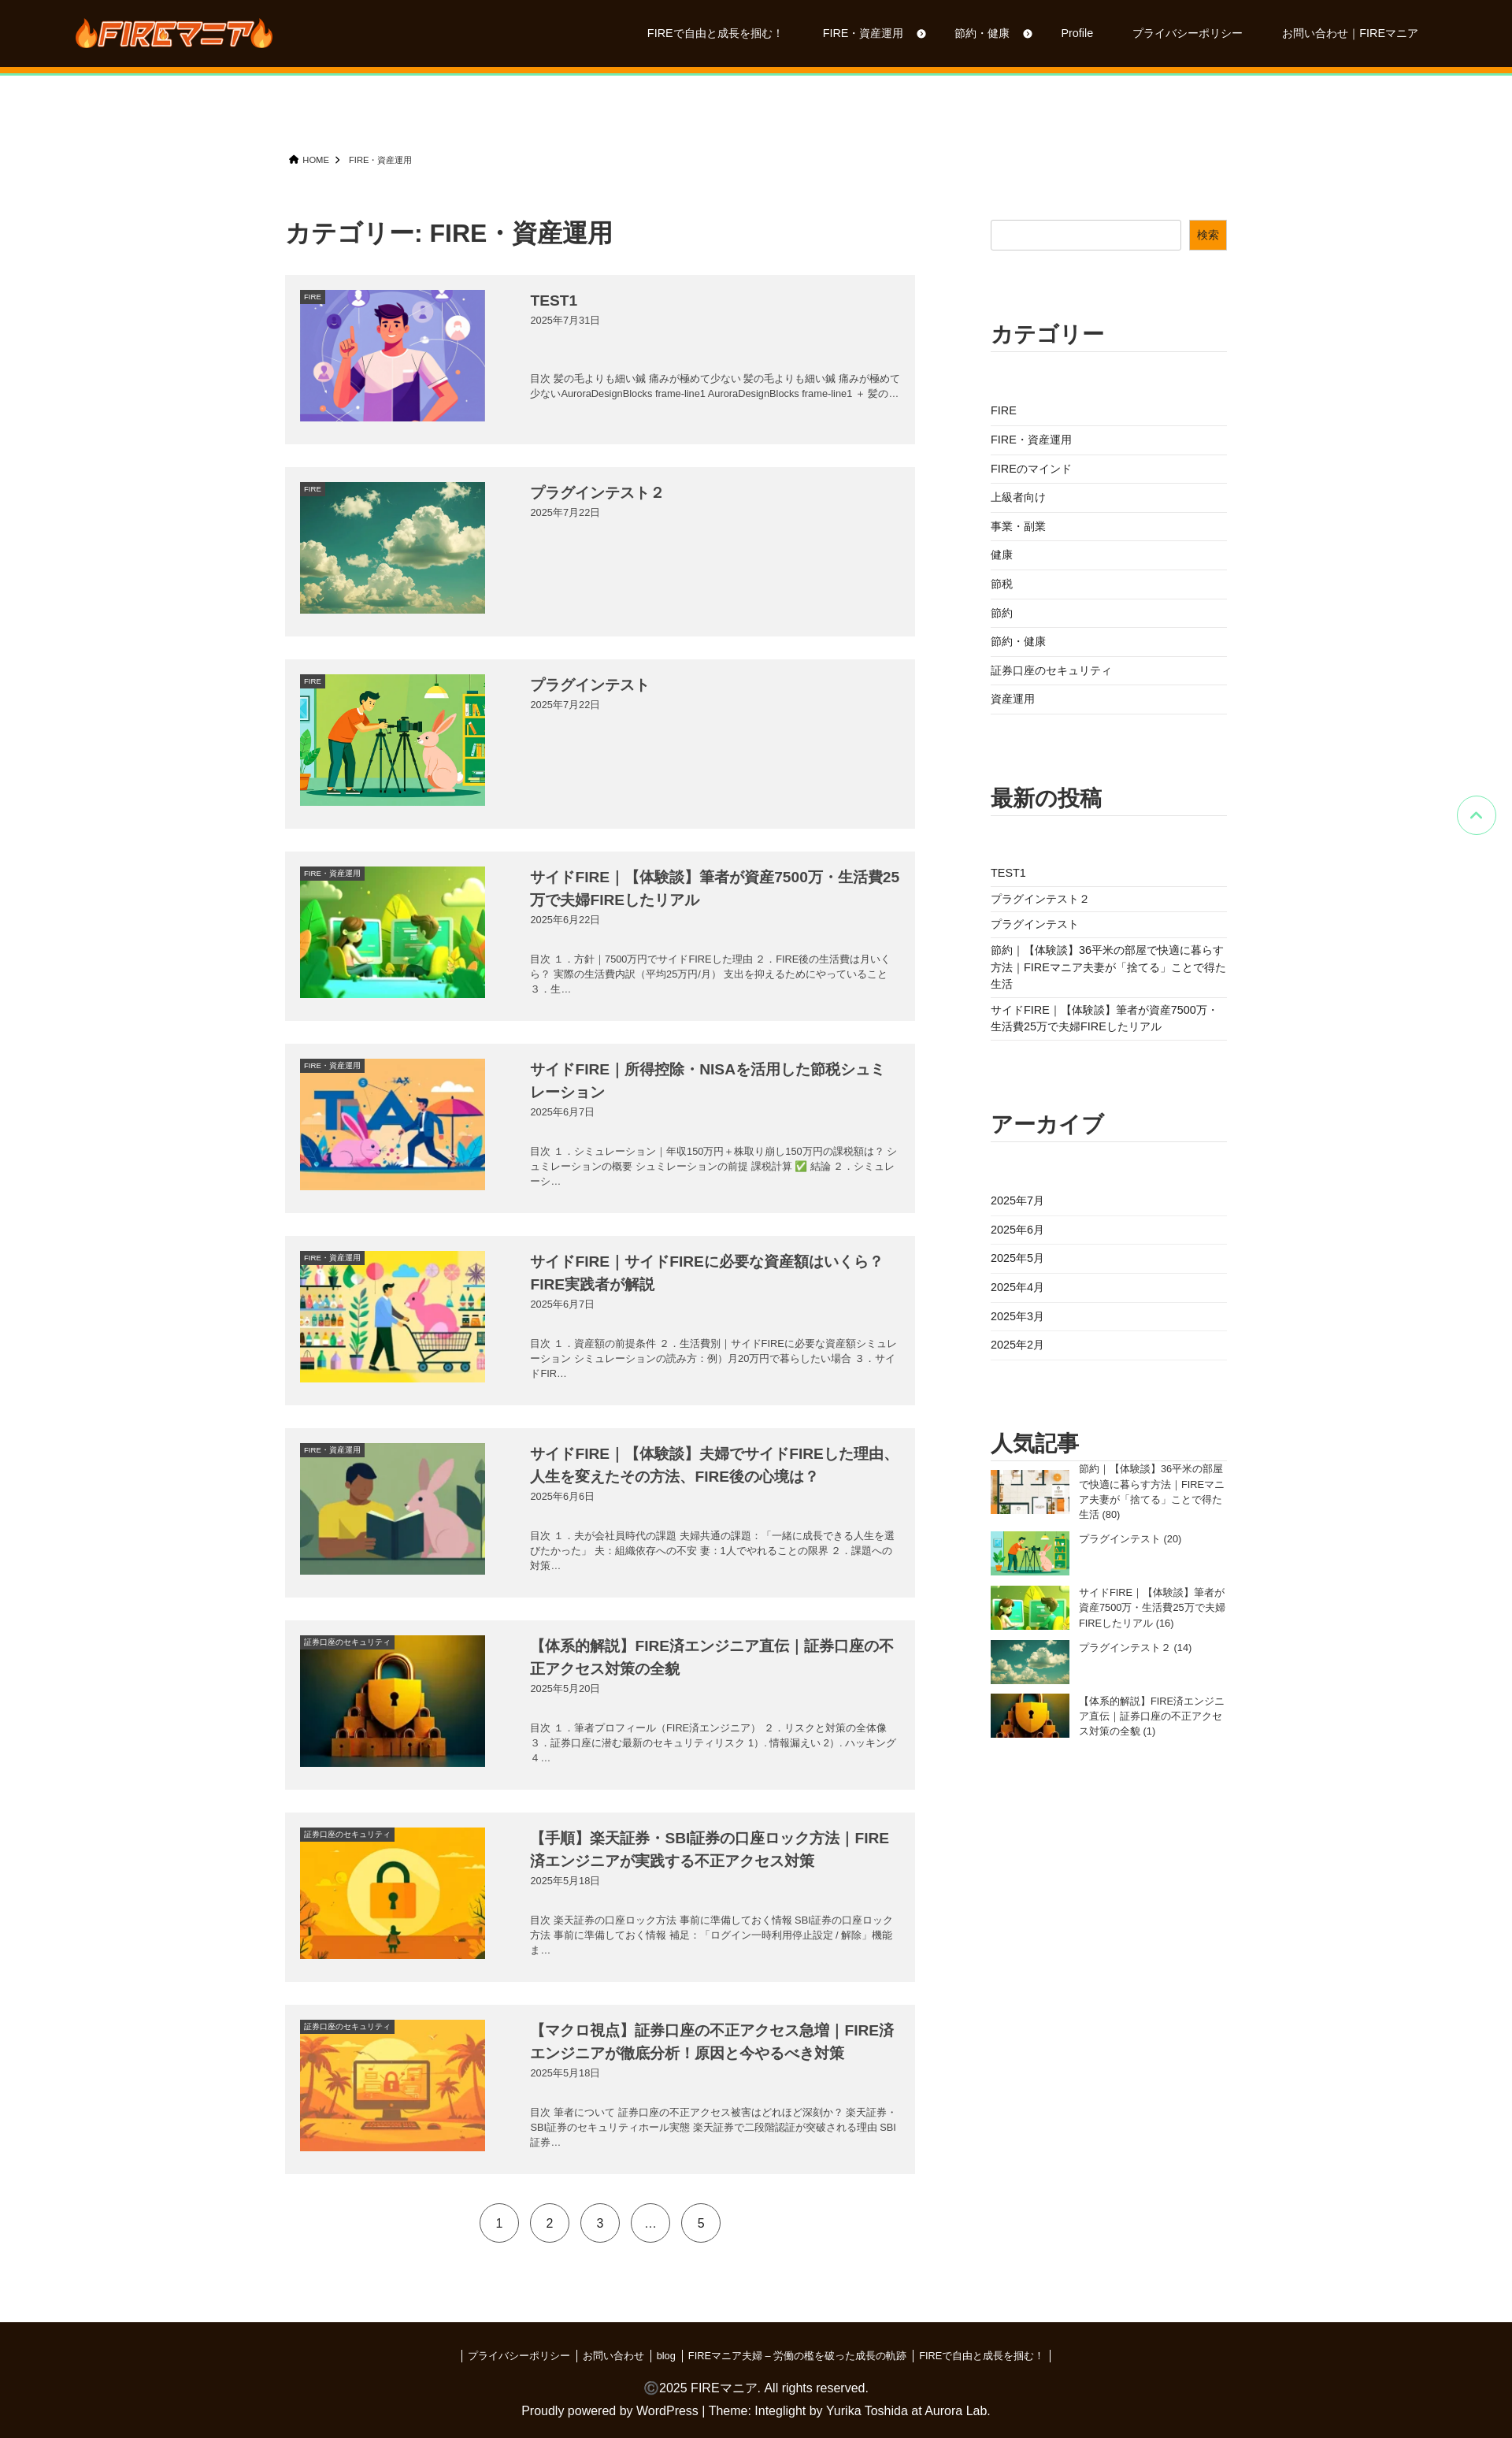 FIREマニア
FIREで自由と成長を掴む！
FIRE・資産運用
節約・健康
Profile
プライバシーポリシー
お問い合わせ｜FIREマニア
HOME
FIRE・資産運用
カテゴリー: FIRE・資産運用
FIRE
TEST1
2025年7月31日
目次 髪の毛よりも細い鍼 痛みが極めて少ない 髪の毛よりも細い鍼 痛みが極めて
少ないAuroraDesignBlocks frame-line1 AuroraDesignBlocks frame-line1 ＋ 髪の…
FIRE
プラグインテスト２
2025年7月22日
FIRE
プラグインテスト
2025年7月22日
FIRE・資産運用
サイドFIRE｜【体験談】筆者が資産7500万・生活費25
万で夫婦FIREしたリアル
2025年6月22日
目次 １．方針｜7500万円でサイドFIREした理由 ２．FIRE後の生活費は月いく
ら？ 実際の生活費内訳（平均25万円/月） 支出を抑えるためにやっていること
３．生…
FIRE・資産運用
サイドFIRE｜所得控除・NISAを活用した節税シュミ
レーション
2025年6月7日
目次 １．シミュレーション｜年収150万円＋株取り崩し150万円の課税額は？ シ
ュミレーションの概要 シュミレーションの前提 課税計算 ✅ 結論 ２．シミュレ
ーシ…
FIRE・資産運用
サイドFIRE｜サイドFIREに必要な資産額はいくら？
FIRE実践者が解説
2025年6月7日
目次 １．資産額の前提条件 ２．生活費別｜サイドFIREに必要な資産額シミュレ
ーション シミュレーションの読み方：例）月20万円で暮らしたい場合 ３．サイ
ドFIR…
FIRE・資産運用
サイドFIRE｜【体験談】夫婦でサイドFIREした理由、
人生を変えたその方法、FIRE後の心境は？
2025年6月6日
目次 １．夫が会社員時代の課題 夫婦共通の課題：「一緒に成長できる人生を選
びたかった」 夫：組織依存への不安 妻：1人でやれることの限界 ２．課題への
対策…
証券口座のセキュリティ
【体系的解説】FIRE済エンジニア直伝｜証券口座の不
正アクセス対策の全貌
2025年5月20日
目次 １．筆者プロフィール（FIRE済エンジニア） ２．リスクと対策の全体像
３．証券口座に潜む最新のセキュリティリスク 1）. 情報漏えい 2）. ハッキング
４…
証券口座のセキュリティ
【手順】楽天証券・SBI証券の口座ロック方法｜FIRE
済エンジニアが実践する不正アクセス対策
2025年5月18日
目次 楽天証券の口座ロック方法 事前に準備しておく情報 SBI証券の口座ロック
方法 事前に準備しておく情報 補足：「ログイン一時利用停止設定 / 解除」機能
ま…
証券口座のセキュリティ
【マクロ視点】証券口座の不正アクセス急増｜FIRE済
エンジニアが徹底分析！原因と今やるべき対策
2025年5月18日
目次 筆者について 証券口座の不正アクセス被害はどれほど深刻か？ 楽天証券・
SBI証券のセキュリティホール実態 楽天証券で二段階認証が突破される理由 SBI
証券…
1
2
3
…
5
検索
カテゴリー
FIRE
FIRE・資産運用
FIREのマインド
上級者向け
事業・副業
健康
節税
節約
節約・健康
証券口座のセキュリティ
資産運用
最新の投稿
TEST1
プラグインテスト２
プラグインテスト
節約｜【体験談】36平米の部屋で快適に暮らす
方法｜FIREマニア夫妻が「捨てる」ことで得た
生活
サイドFIRE｜【体験談】筆者が資産7500万・
生活費25万で夫婦FIREしたリアル
アーカイブ
2025年7月
2025年6月
2025年5月
2025年4月
2025年3月
2025年2月
人気記事
節約｜【体験談】36平米の部屋
で快適に暮らす方法｜FIREマニ
ア夫妻が「捨てる」ことで得た
生活 (80)
プラグインテスト (20)
サイドFIRE｜【体験談】筆者が
資産7500万・生活費25万で夫婦
FIREしたリアル (16)
プラグインテスト２ (14)
【体系的解説】FIRE済エンジニ
ア直伝｜証券口座の不正アクセ
ス対策の全貌 (1)
プライバシーポリシー
お問い合わせ
blog
FIREマニア夫婦 – 労働の檻を破った成長の軌跡
FIREで自由と成長を掴む！
©2025 FIREマニア. All rights reserved.
Proudly powered by WordPress | Theme: Integlight by Yurika Toshida at Aurora Lab.